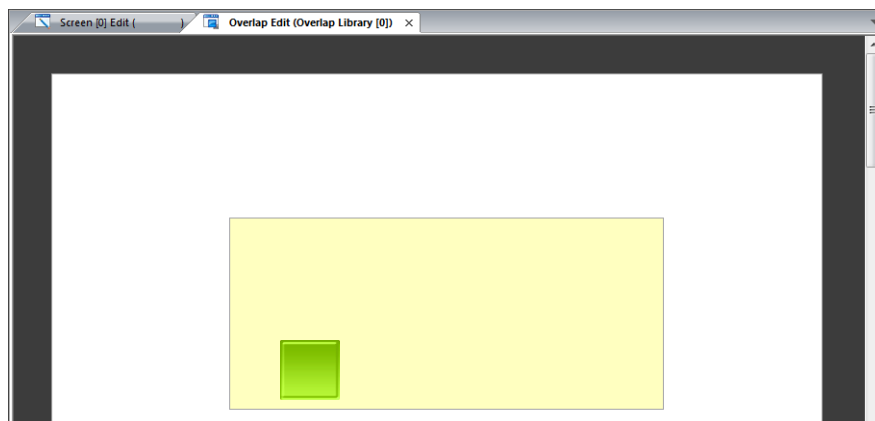 Screen [0] Edit (          )
Overlap Edit (Overlap Library [0])